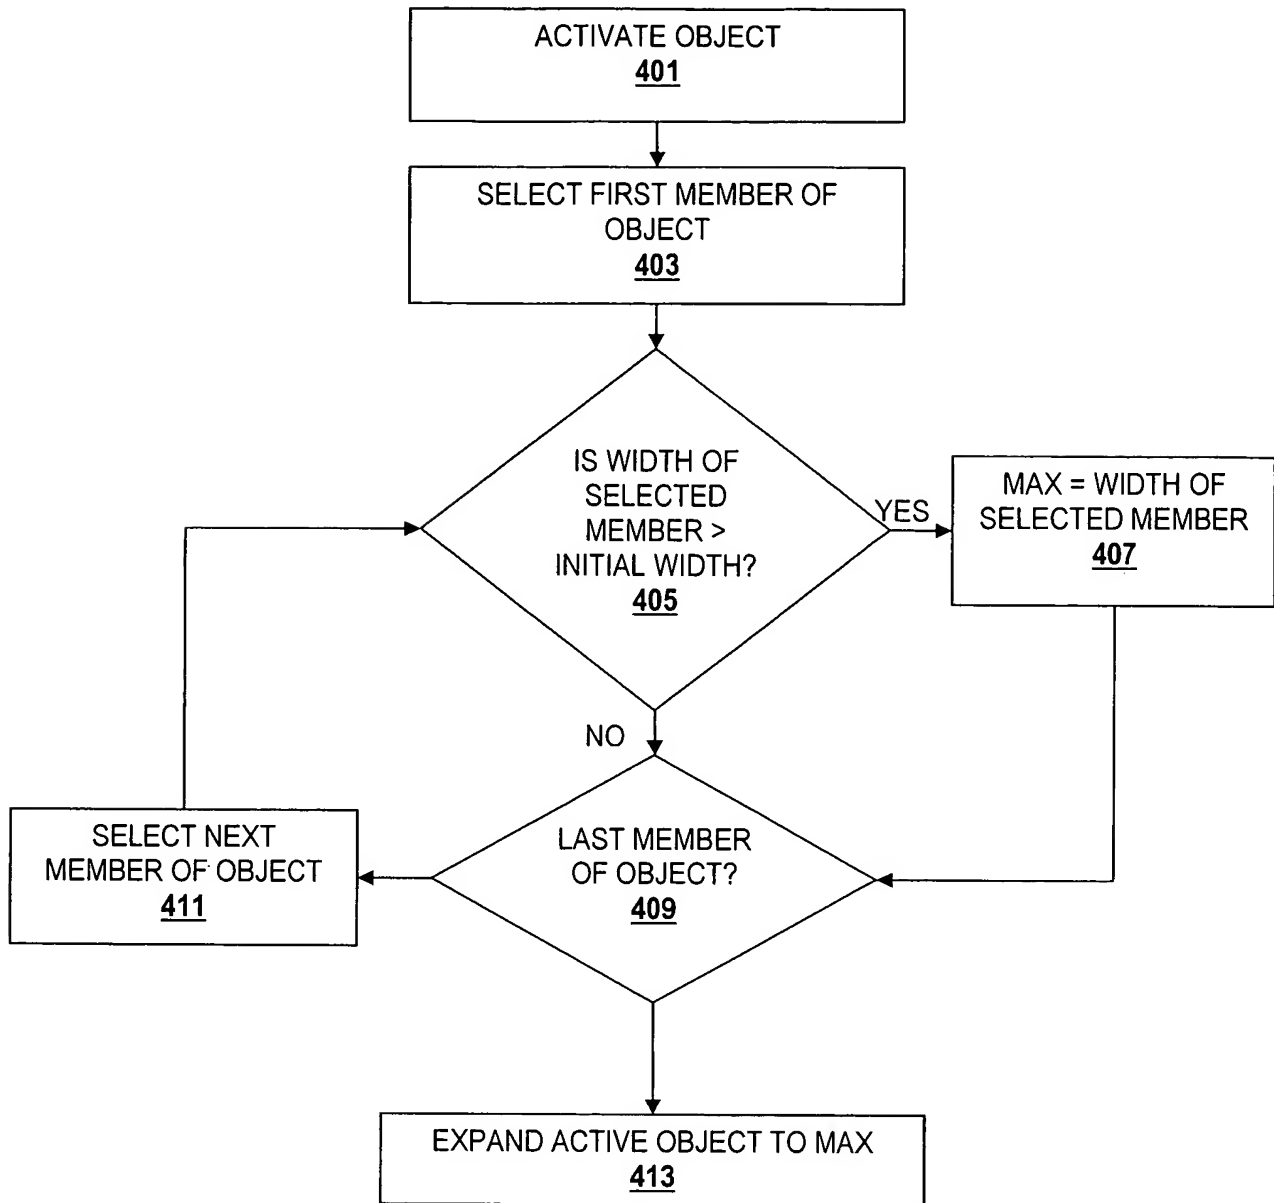 ACTIVATE OBJECT
401
SELECT FIRST MEMBER OF
OBJECT
403
IS WIDTH OF
SELECTED
MEMBER >
INITIAL WIDTH?
405
YES
MAX = WIDTH OF
SELECTED MEMBER
407
NO
LAST MEMBER
OF OBJECT?
409
SELECT NEXT
MEMBER OF OBJECT
411
EXPAND ACTIVE OBJECT TO MAX
413